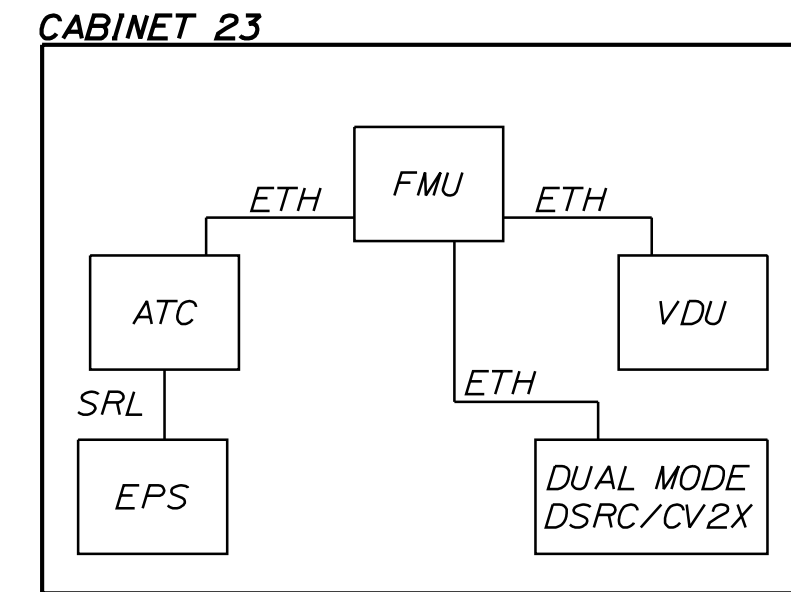 CABINET 23
FMU
ETH
ETH
ATC
VDU
ETH
SRL
EPS
DUAL MODE
DSRC/CV2X